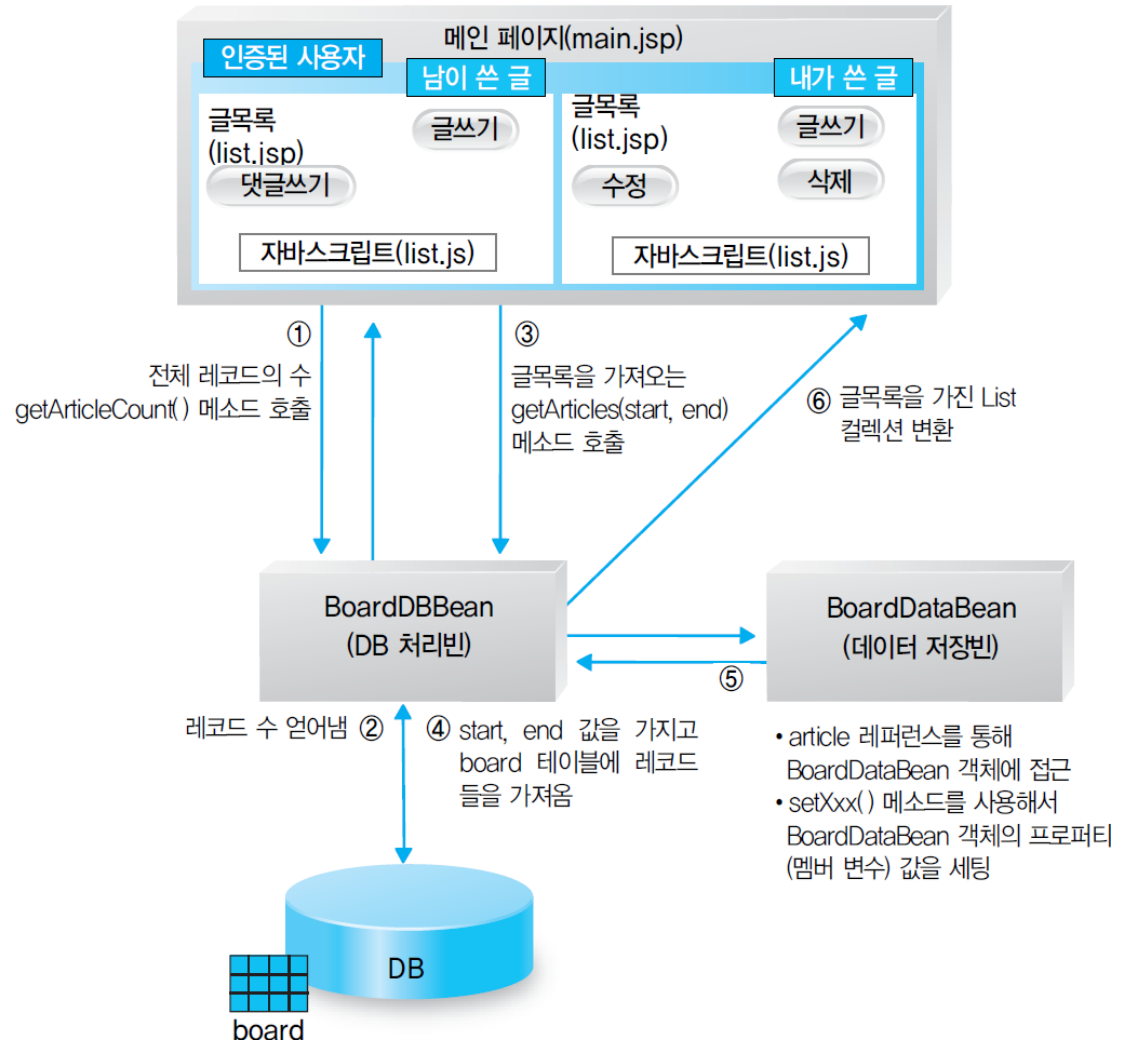 메인 페이지(main.jsp)
인증된 사용자
남이 쓴 글
내가 쓴 글
글목록
(list.jsp)
글쓰기
댓글쓰기
자바스크립트(list.js)
글목록
(list.jsp)
글쓰기
수정
삭제
자바스크립트(list.js)
①
전체 레코드의 수
getArticleCount( ) 메소드 호출
③
글목록을 가져오는
getArticles(start, end)
메소드 호출
⑥ 글목록을 가진 List
컬렉션 변환
BoardDBBean
(DB 처리빈)
BoardDataBean
(데이터 저장빈)
⑤
레코드 수 얻어냄 ②
④ start, end 값을 가지고
board 테이블에 레코드
들을 가져옴
• article 레퍼런스를 통해
BoardDataBean 객체에 접근
• setXxx( ) 메소드를 사용해서
BoardDataBean 객체의 프로퍼티
(멤버 변수) 값을 세팅
DB
board